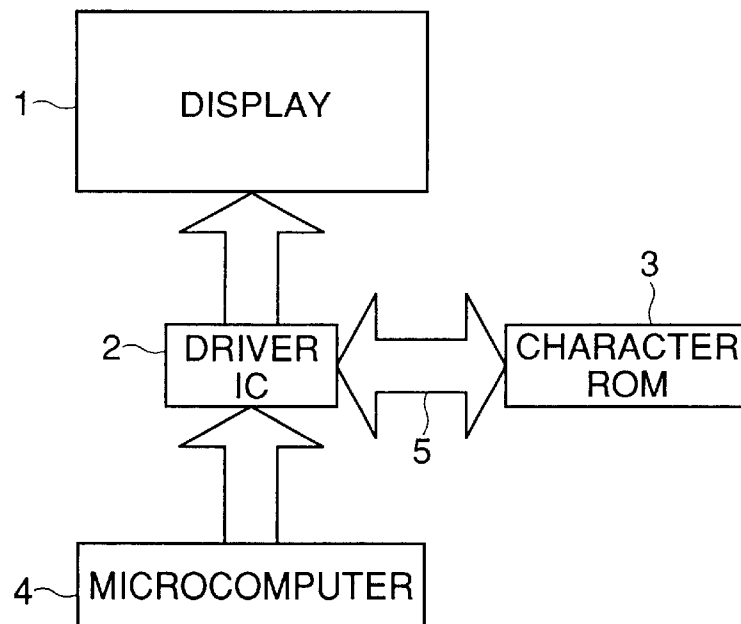 1
DISPLAY
2
DRIVER
IC
3
CHARACTER
ROM
5
4
MICROCOMPUTER